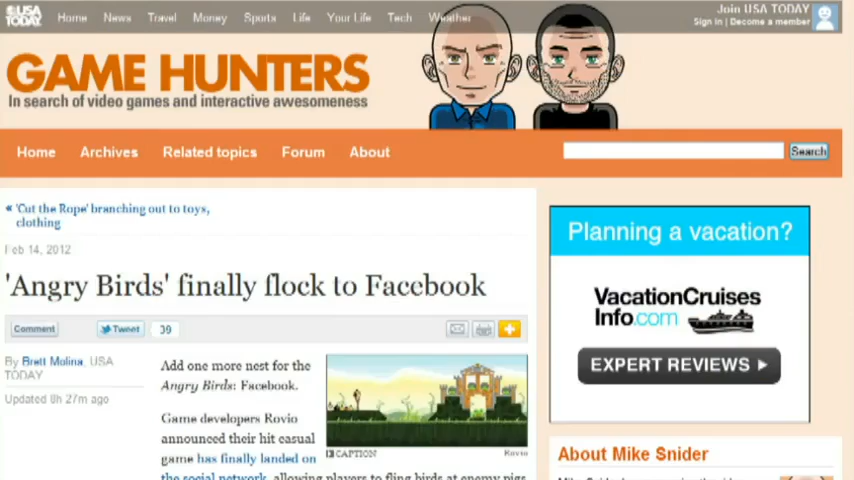 USA TODAY
Home News Travel Money Sports Life Your Life Tech Weather
Join USA TODAY
Sign in | Become a member
GAME HUNTERS
In search of video games and interactive awesomeness
Home Archives Related topics Forum About
Search
« 'Cut the Rope' branching out to toys,
clothing
Feb 14, 2012
'Angry Birds' finally flock to Facebook
Comment Tweet 39
By Brett Molina, USA
TODAY
Updated 8h 27m ago
Add one more nest for the
Angry Birds: Facebook.
Game developers Rovio
announced their hit casual
game has finally landed on
the social network, allowing players to fling birds at enemy pigs
CAPTION Rovio
Planning a vacation?
VacationCruises
Info.com
EXPERT REVIEWS
About Mike Snider